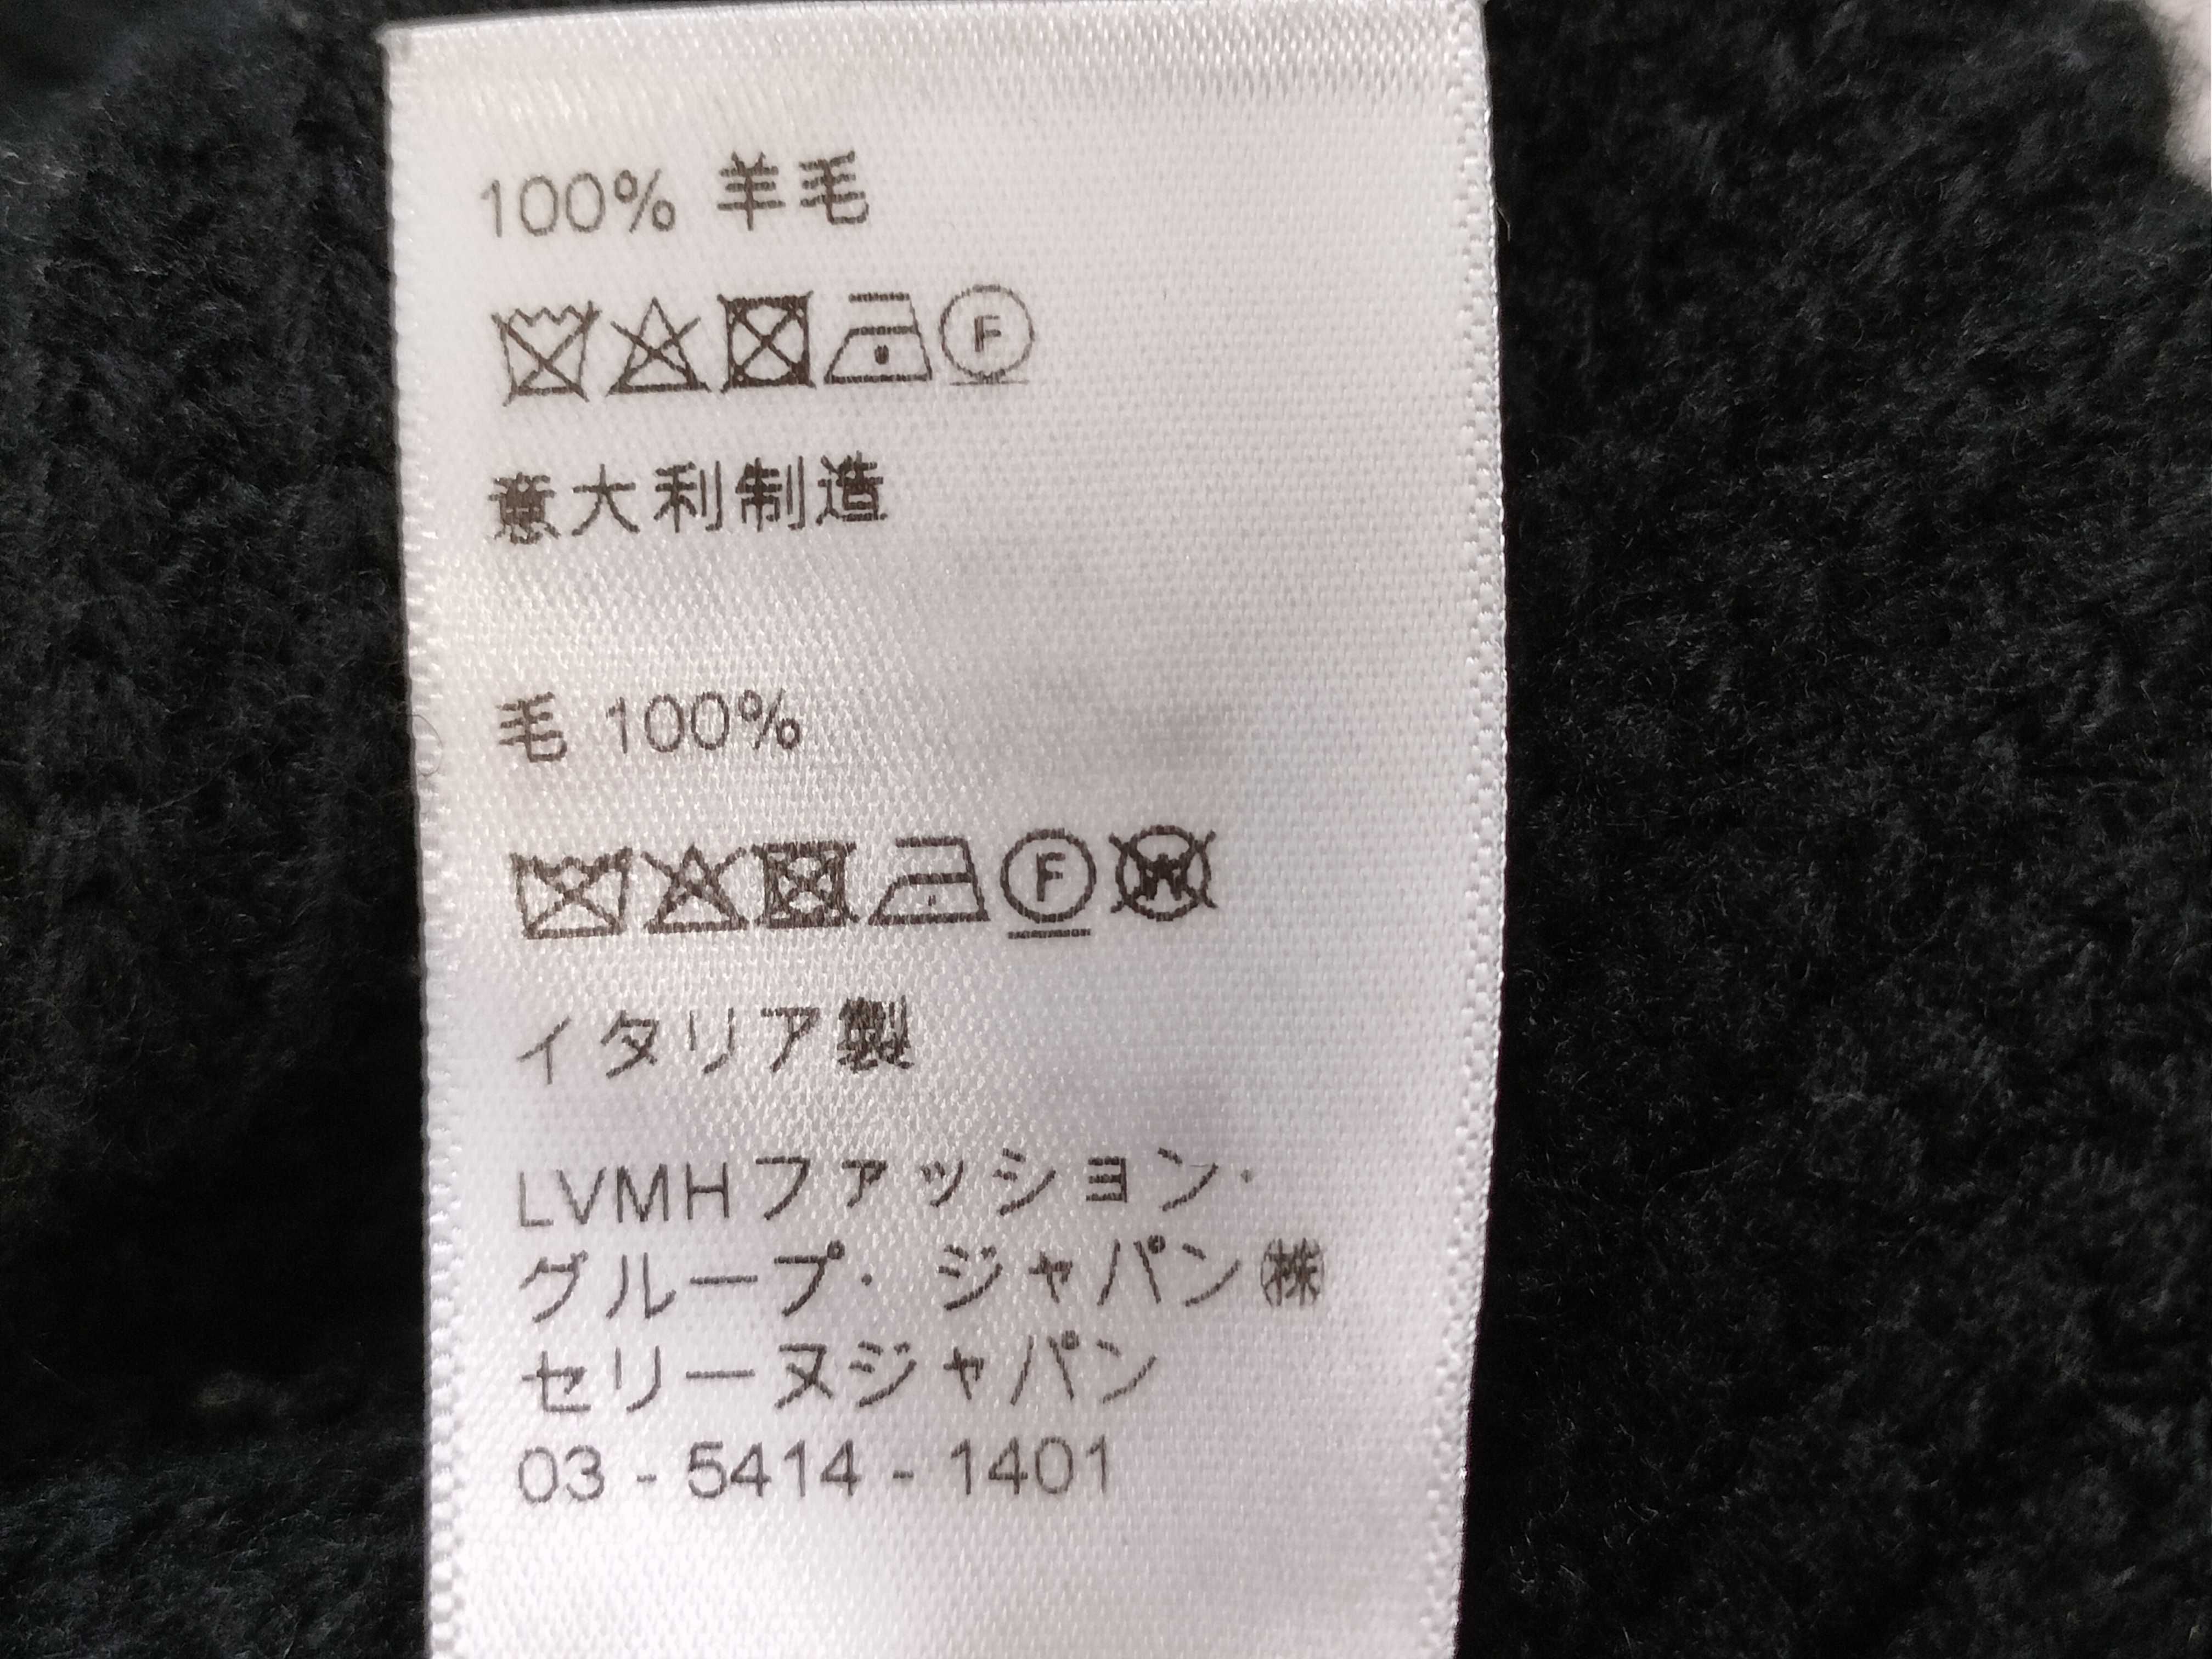 100% 羊毛
F
意大利制造
毛 100%
F W
イタリア製
LVMHファッション・
グループ・ジャパン㈱
セリーヌジャパン
03 - 5414 - 1401